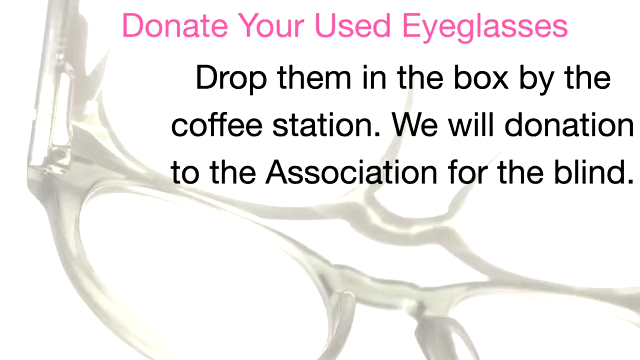 Donate Your Used Eyeglasses
Drop them in the box by the
coffee station. We will donation
to the Association for the blind.